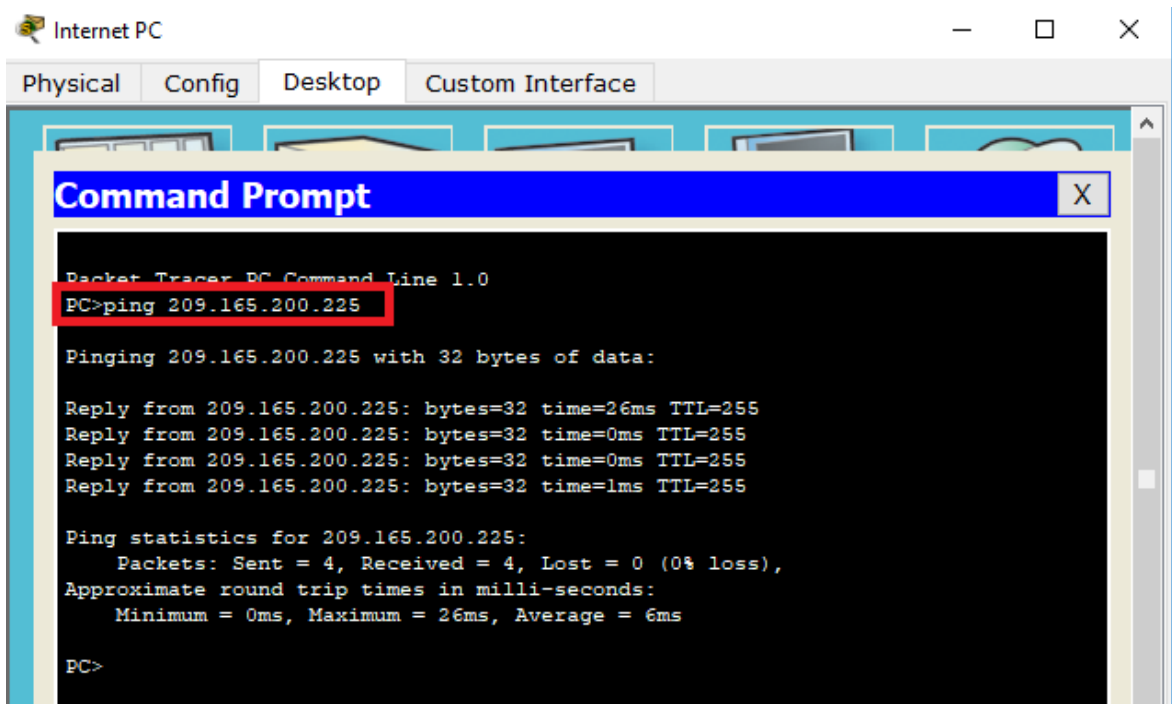 Internet PC
Physical Config Desktop Custom Interface
Command Prompt X
Packet Tracer PC Command Line 1.0
PC>ping 209.165.200.225
Pinging 209.165.200.225 with 32 bytes of data:
Reply from 209.165.200.225: bytes=32 time=26ms TTL=255
Reply from 209.165.200.225: bytes=32 time=0ms TTL=255
Reply from 209.165.200.225: bytes=32 time=0ms TTL=255
Reply from 209.165.200.225: bytes=32 time=1ms TTL=255
Ping statistics for 209.165.200.225:
    Packets: Sent = 4, Received = 4, Lost = 0 (0% loss),
Approximate round trip times in milli-seconds:
    Minimum = 0ms, Maximum = 26ms, Average = 6ms
PC>